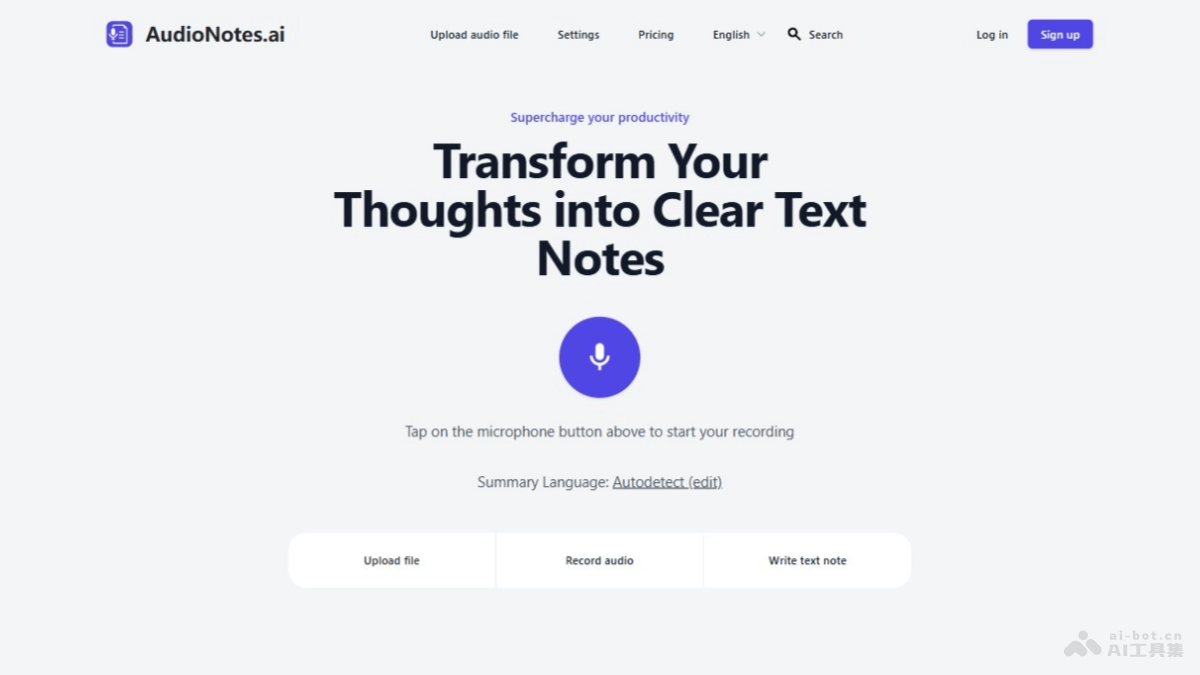 AudioNotes.ai
Upload audio file
Settings
Pricing
English
Search
Log in
Sign up
Supercharge your productivity
Transform Your
Thoughts into Clear Text
Notes
Tap on the microphone button above to start your recording
Summary Language: Autodetect (edit)
Upload file
Record audio
Write text note
ai-bot.cn
AI工具集